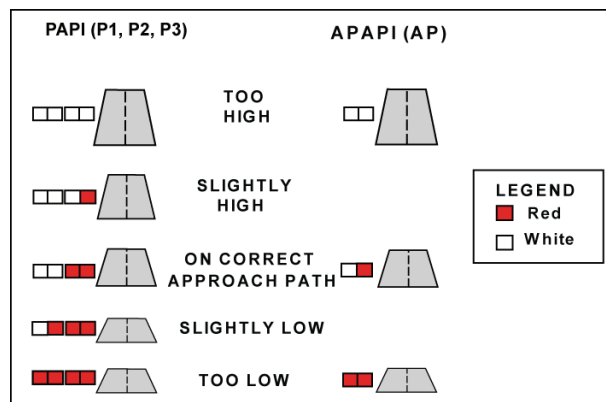 PAPI (P1, P2, P3)
APAPI (AP)
TOO
HIGH
SLIGHTLY
HIGH
LEGEND
Red
White
ON CORRECT
APPROACH PATH
SLIGHTLY LOW
TOO LOW